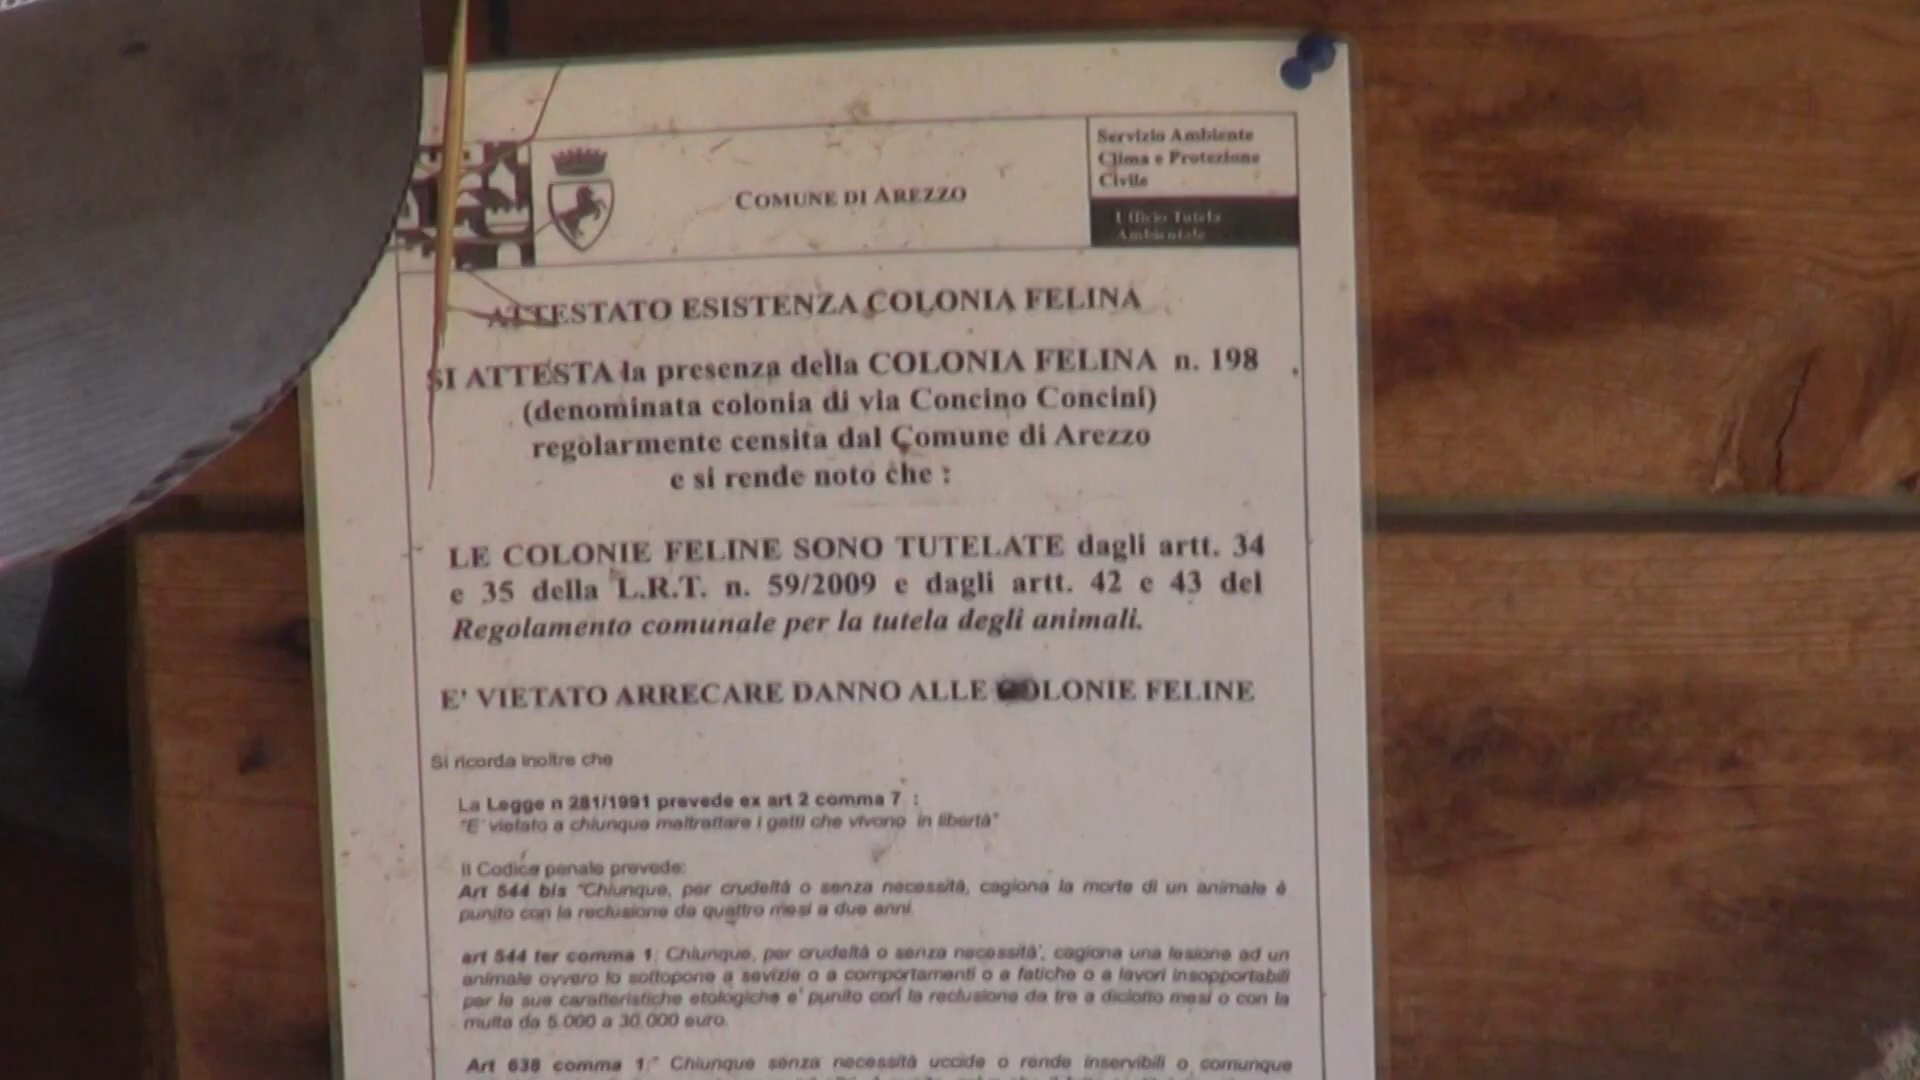 COMUNE DI AREZZO
Servizio Ambiente
Clima e Protezione
Civile
Ufficio Tutela
Ambientale
ATTESTATO ESISTENZA COLONIA FELINA
SI ATTESTA la presenza della COLONIA FELINA n. 198
(denominata colonia di via Concino Concini)
regolarmente censita dal Comune di Arezzo
e si rende noto che :
LE COLONIE FELINE SONO TUTELATE dagli artt. 34
e 35 della L.R.T. n. 59/2009 e dagli artt. 42 e 43 del
Regolamento comunale per la tutela degli animali.
E' VIETATO ARRECARE DANNO ALLE COLONIE FELINE
Si ricorda inoltre che
La Legge n 281/1991 prevede ex art 2 comma 7 :
"E' vietato a chiunque maltrattare i gatti che vivono in libertà"
Il Codice penale prevede:
Art 544 bis "Chiunque, per crudeltà o senza necessità, cagiona la morte di un animale è
punito con la reclusione da quattro mesi a due anni.
art 544 ter comma 1: Chiunque, per crudeltà o senza necessità', cagiona una lesione ad un
animale ovvero lo sottopone a sevizie o a comportamenti o a fatiche o a lavori insopportabili
per le sue caratteristiche etologiche e' punito con la reclusione da tre a diciotto mesi o con la
multa da 5.000 a 30.000 euro.
Art 638 comma 1:" Chiunque senza necessità uccide o rende inservibili o comunque